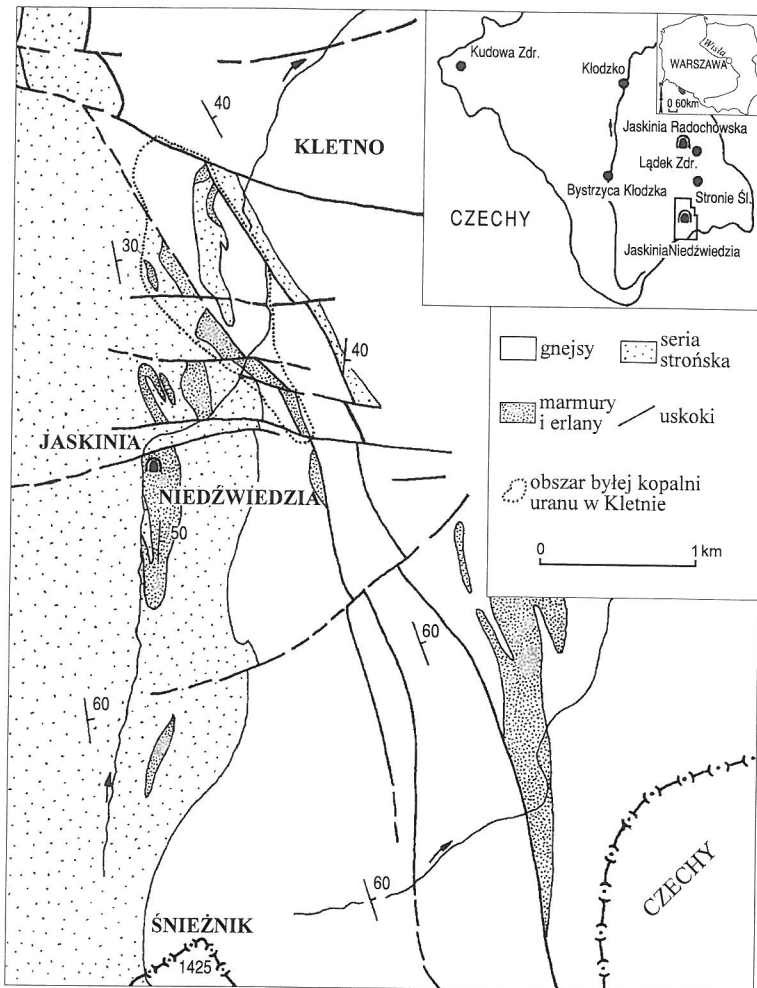 40
KLETNO
30
40
JASKINIA
NIEDŹWIEDZIA
50
60
60
60
ŚNIEŻNIK
1425
CZECHY
Kudowa Zdr.
Kłodzko
Wisła
WARSZAWA
0 60km
Jaskinia Radochowska
Lądek Zdr.
Bystrzyca Kłodzka
Stronie Śl.
CZECHY
JaskiniaNiedźwiedzia
gnejsy
seria
strońska
marmury
i erlany
uskoki
obszar byłej kopalni
uranu w Kletnie
0 1 km